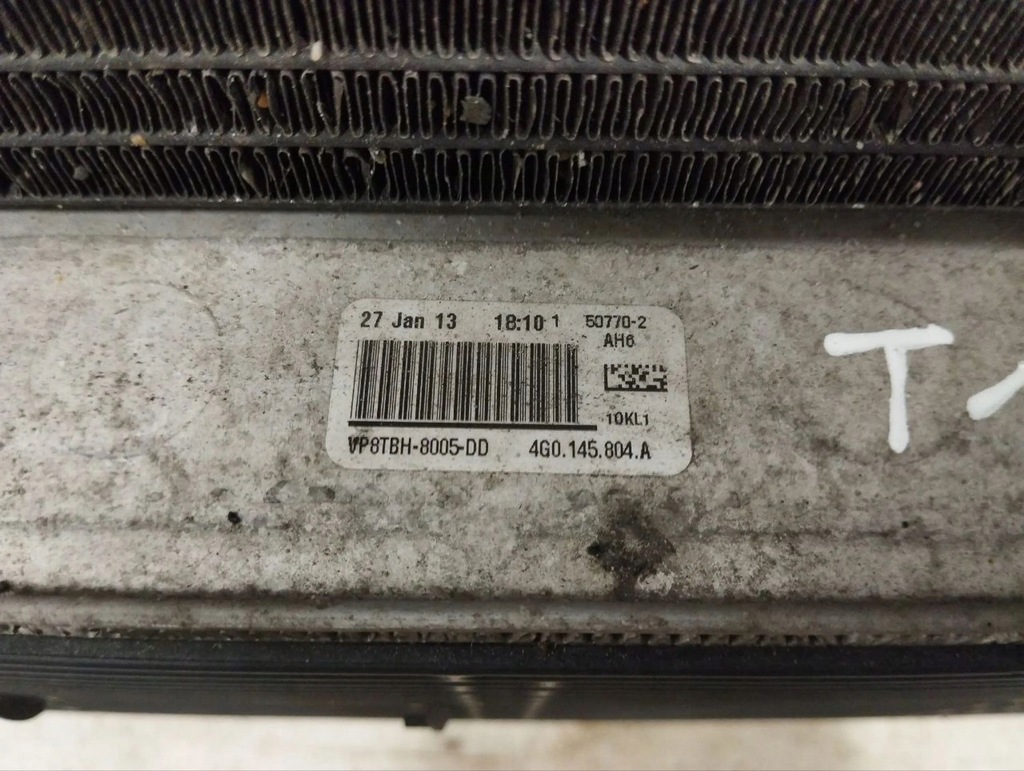 27 Jan 13 18:10 1 50770-2
AH6
10KL1
VP8TBH-8005-DD 4G0.145.804.A
T